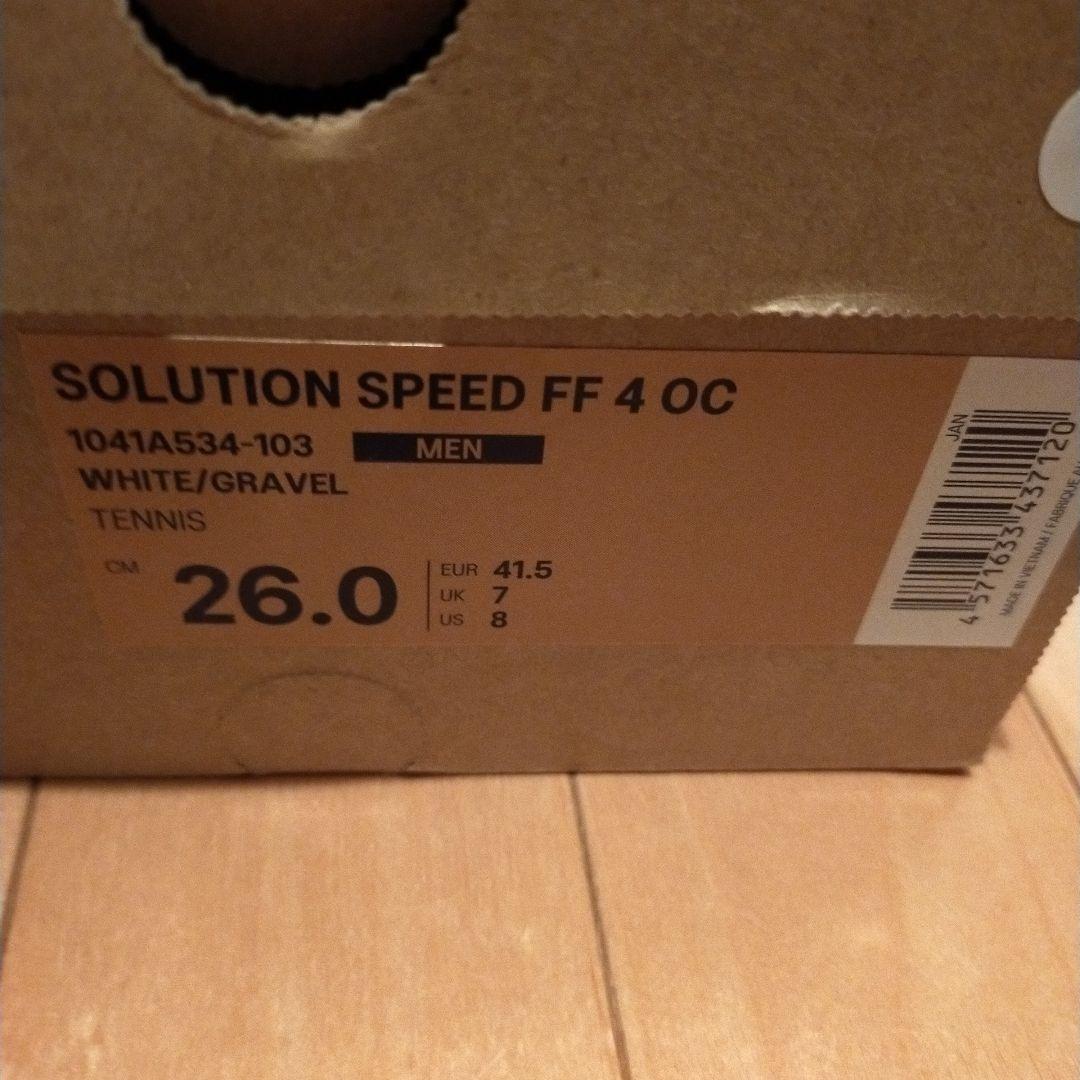 SOLUTION SPEED FF 4 OC
1041A534-103 MEN
WHITE/GRAVEL
TENNIS
CM 26.0
EUR 41.5
UK 7
US 8
JAN
4 571633 437120
MADE IN VIETNAM / FABRIQUE AU